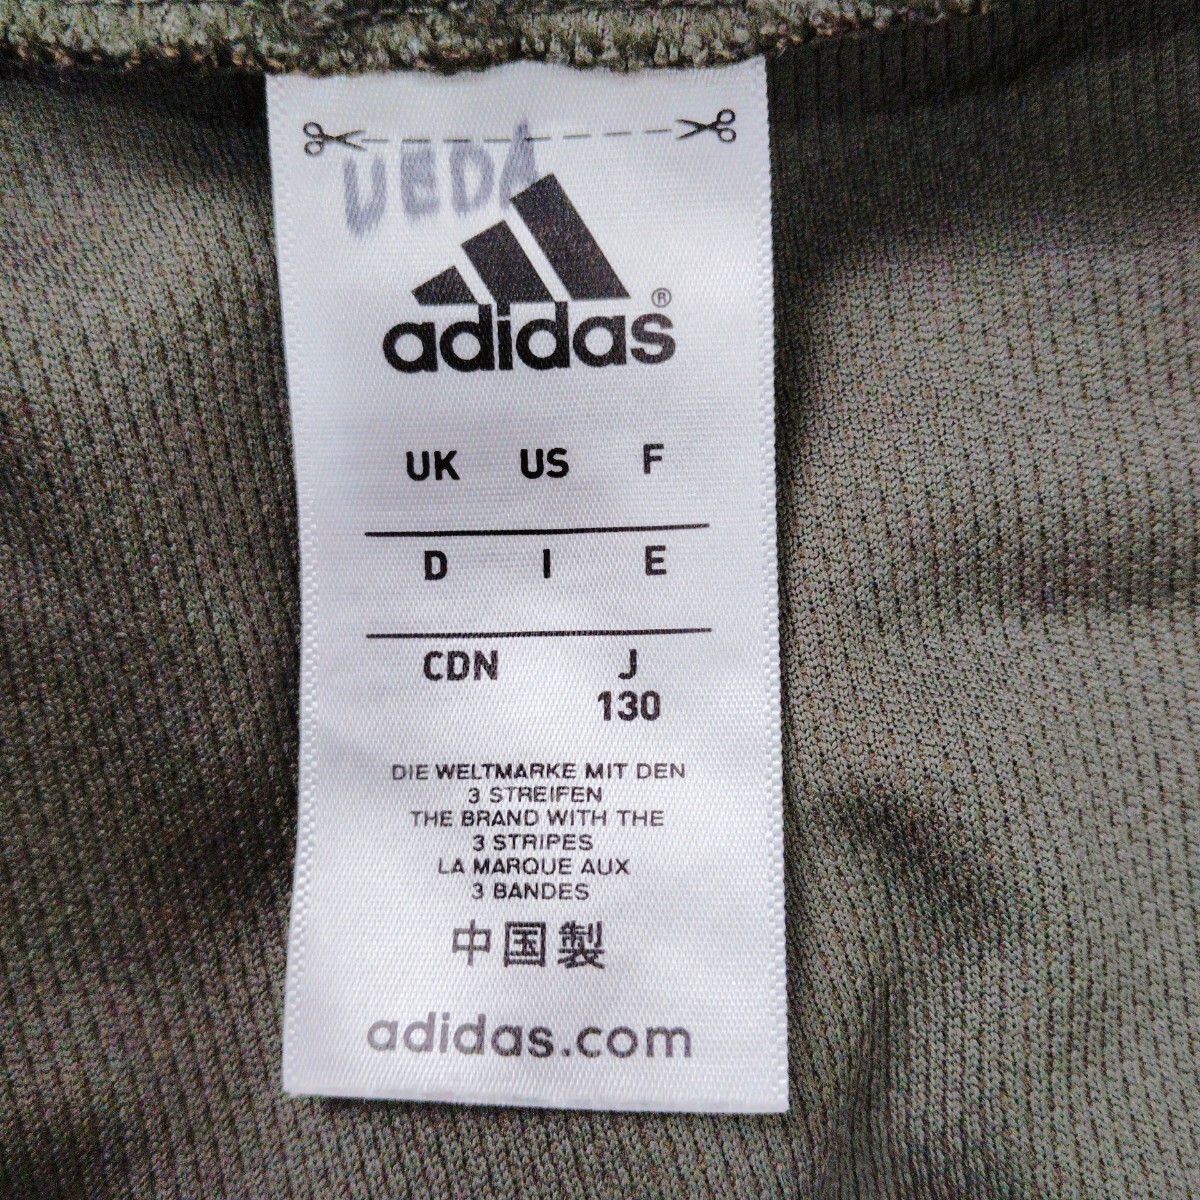 UEDA
adidas®
UK US F
D I E
CDN J
130
DIE WELTMARKE MIT DEN
3 STREIFEN
THE BRAND WITH THE
3 STRIPES
LA MARQUE AUX
3 BANDES
中国製
adidas.com